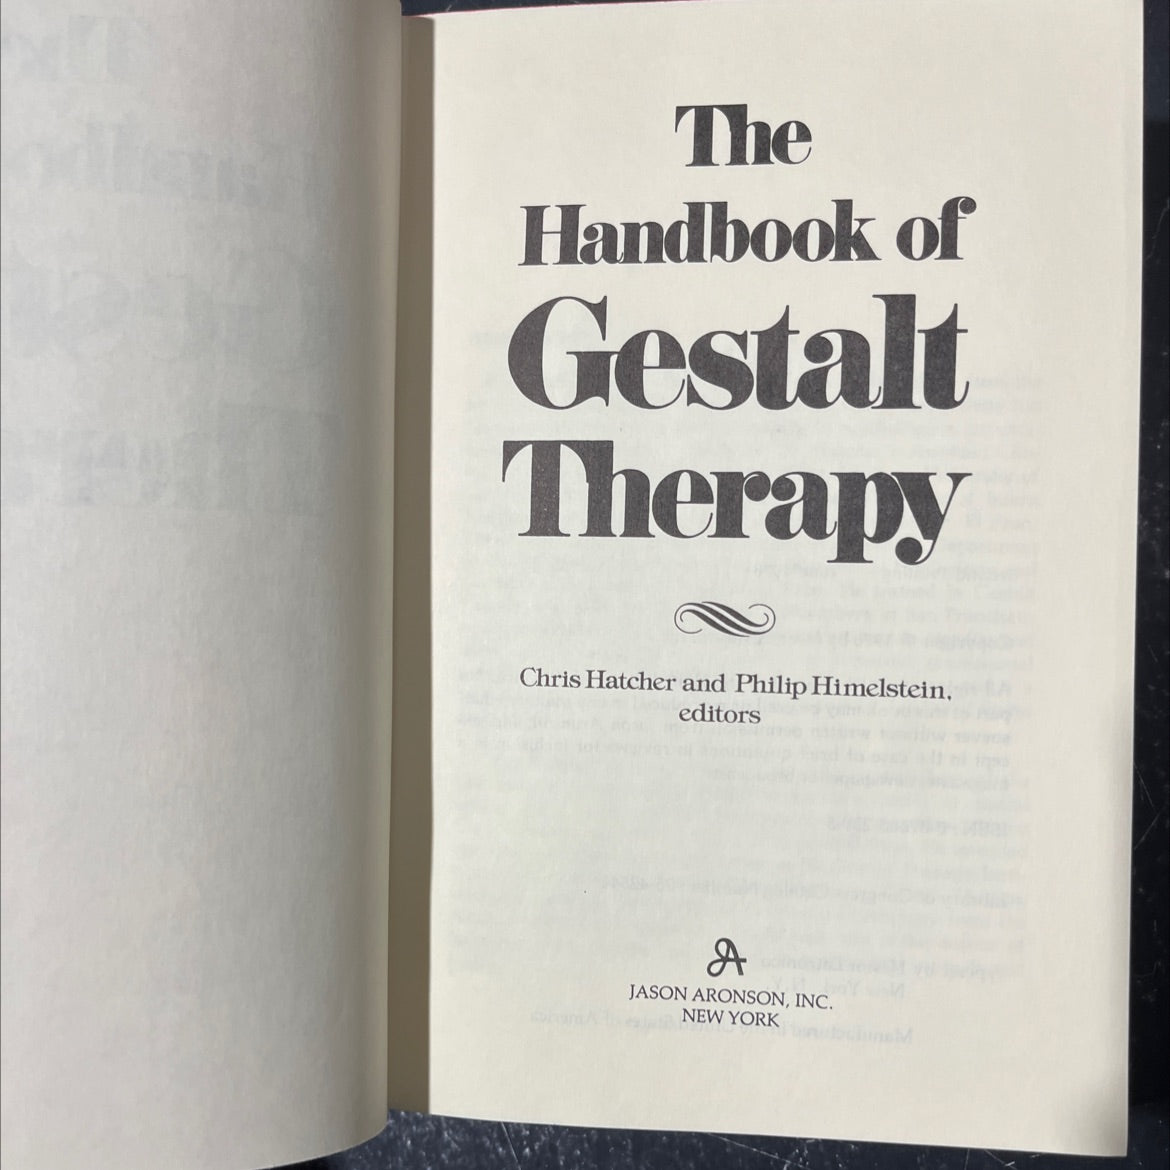 The
Handbook of
Gestalt
Therapy
Chris Hatcher and Philip Himelstein,
editors
JASON ARONSON, INC.
NEW YORK